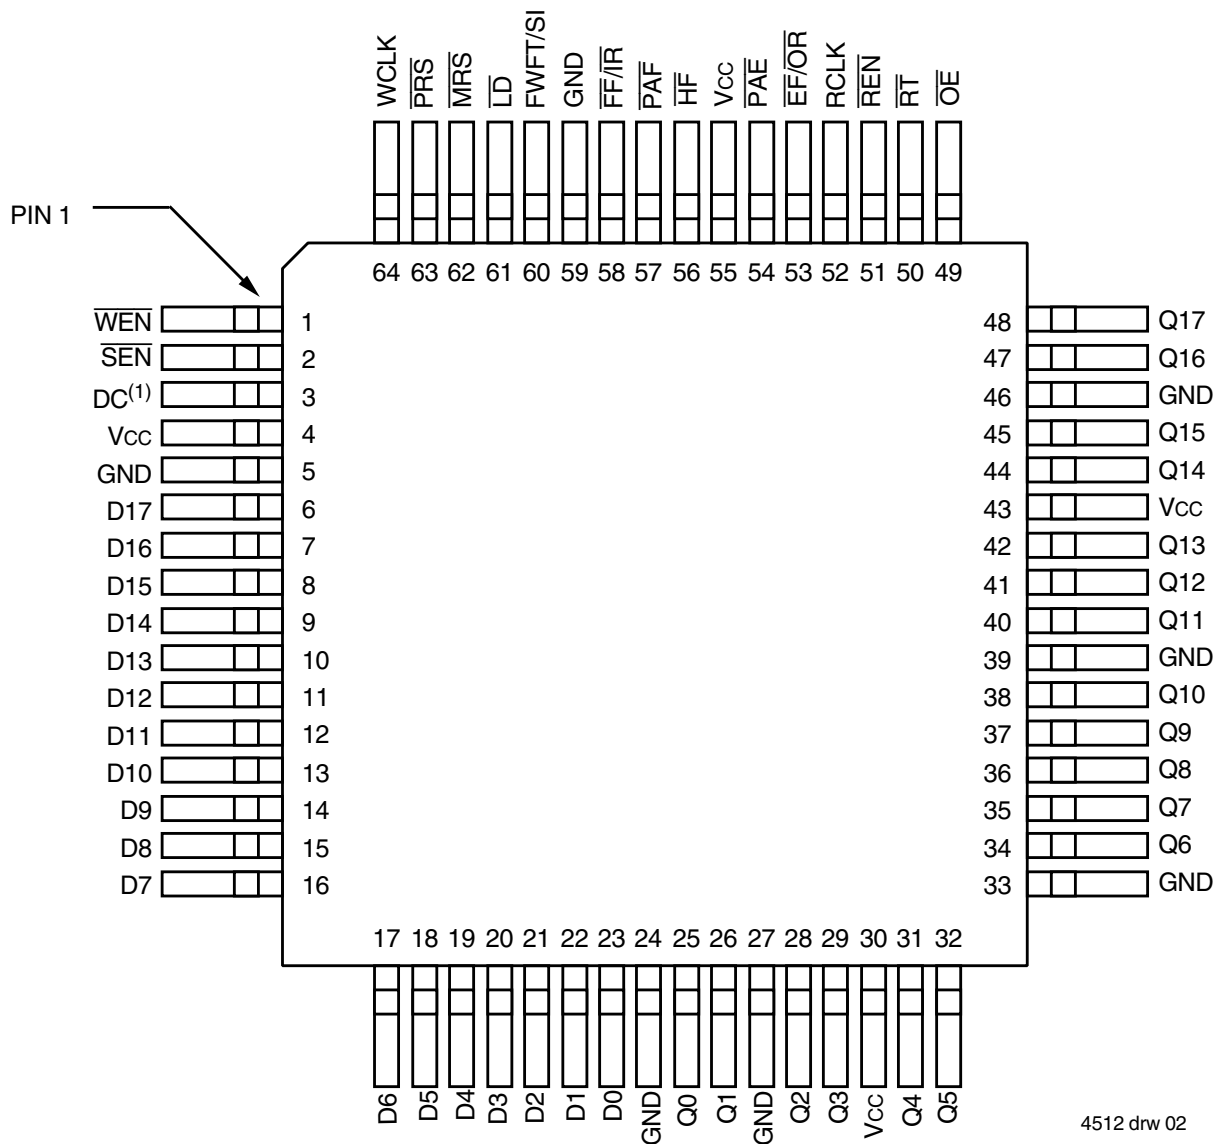 WCLK
PRS
MRS
LD
FWFT/SI
GND
FF/IR
PAF
HF
VCC
PAE
EF/OR
RCLK
REN
RT
OE
PIN 1
64 63 62 61 60 59 58 57 56 55 54 53 52 51 50 49
WEN 1
SEN 2
DC(1) 3
VCC 4
GND 5
D17 6
D16 7
D15 8
D14 9
D13 10
D12 11
D11 12
D10 13
D9 14
D8 15
D7 16
48 Q17
47 Q16
46 GND
45 Q15
44 Q14
43 VCC
42 Q13
41 Q12
40 Q11
39 GND
38 Q10
37 Q9
36 Q8
35 Q7
34 Q6
33 GND
17 18 19 20 21 22 23 24 25 26 27 28 29 30 31 32
D6
D5
D4
D3
D2
D1
D0
GND
Q0
Q1
GND
Q2
Q3
VCC
Q4
Q5
4512 drw 02